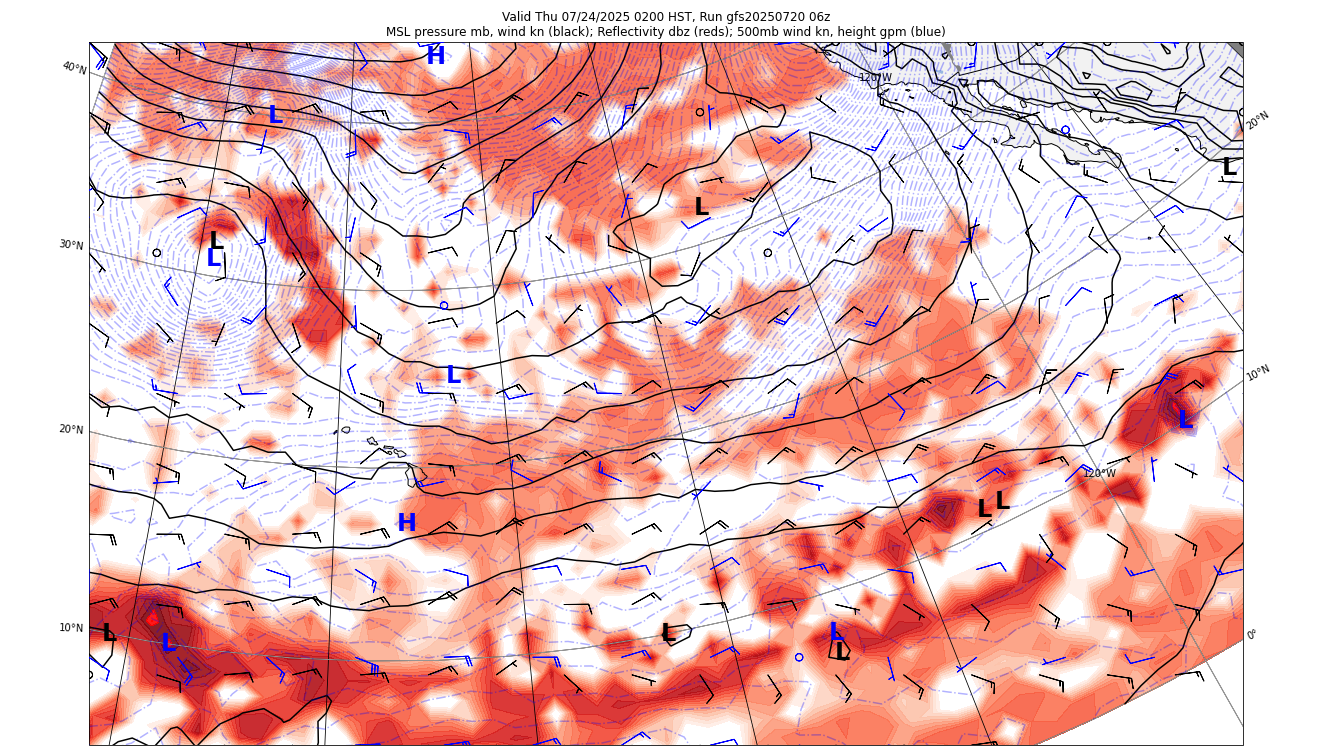 Valid Thu 07/24/2025 0200 HST, Run gfs20250720 06z
MSL pressure mb, wind kn (black); Reflectivity dbz (reds); 500mb wind kn, height gpm (blue)
H
40°N
120°W
L
20°N
L
L
L
30°N
L
L
10°N
L
20°N
120°W
L
L
H
10°N
L
L
L
L
0°
L